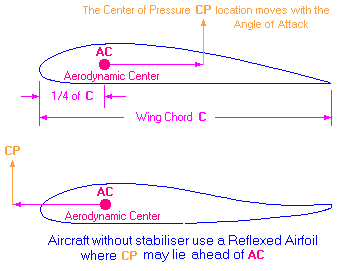 The Center of Pressure CP location moves with the
Angle of Attack
AC
Aerodynamic Center
1/4 of C
Wing Chord C
CP
AC
Aerodynamic Center
Aircraft without stabiliser use a Reflexed Airfoil
where CP may lie ahead of AC